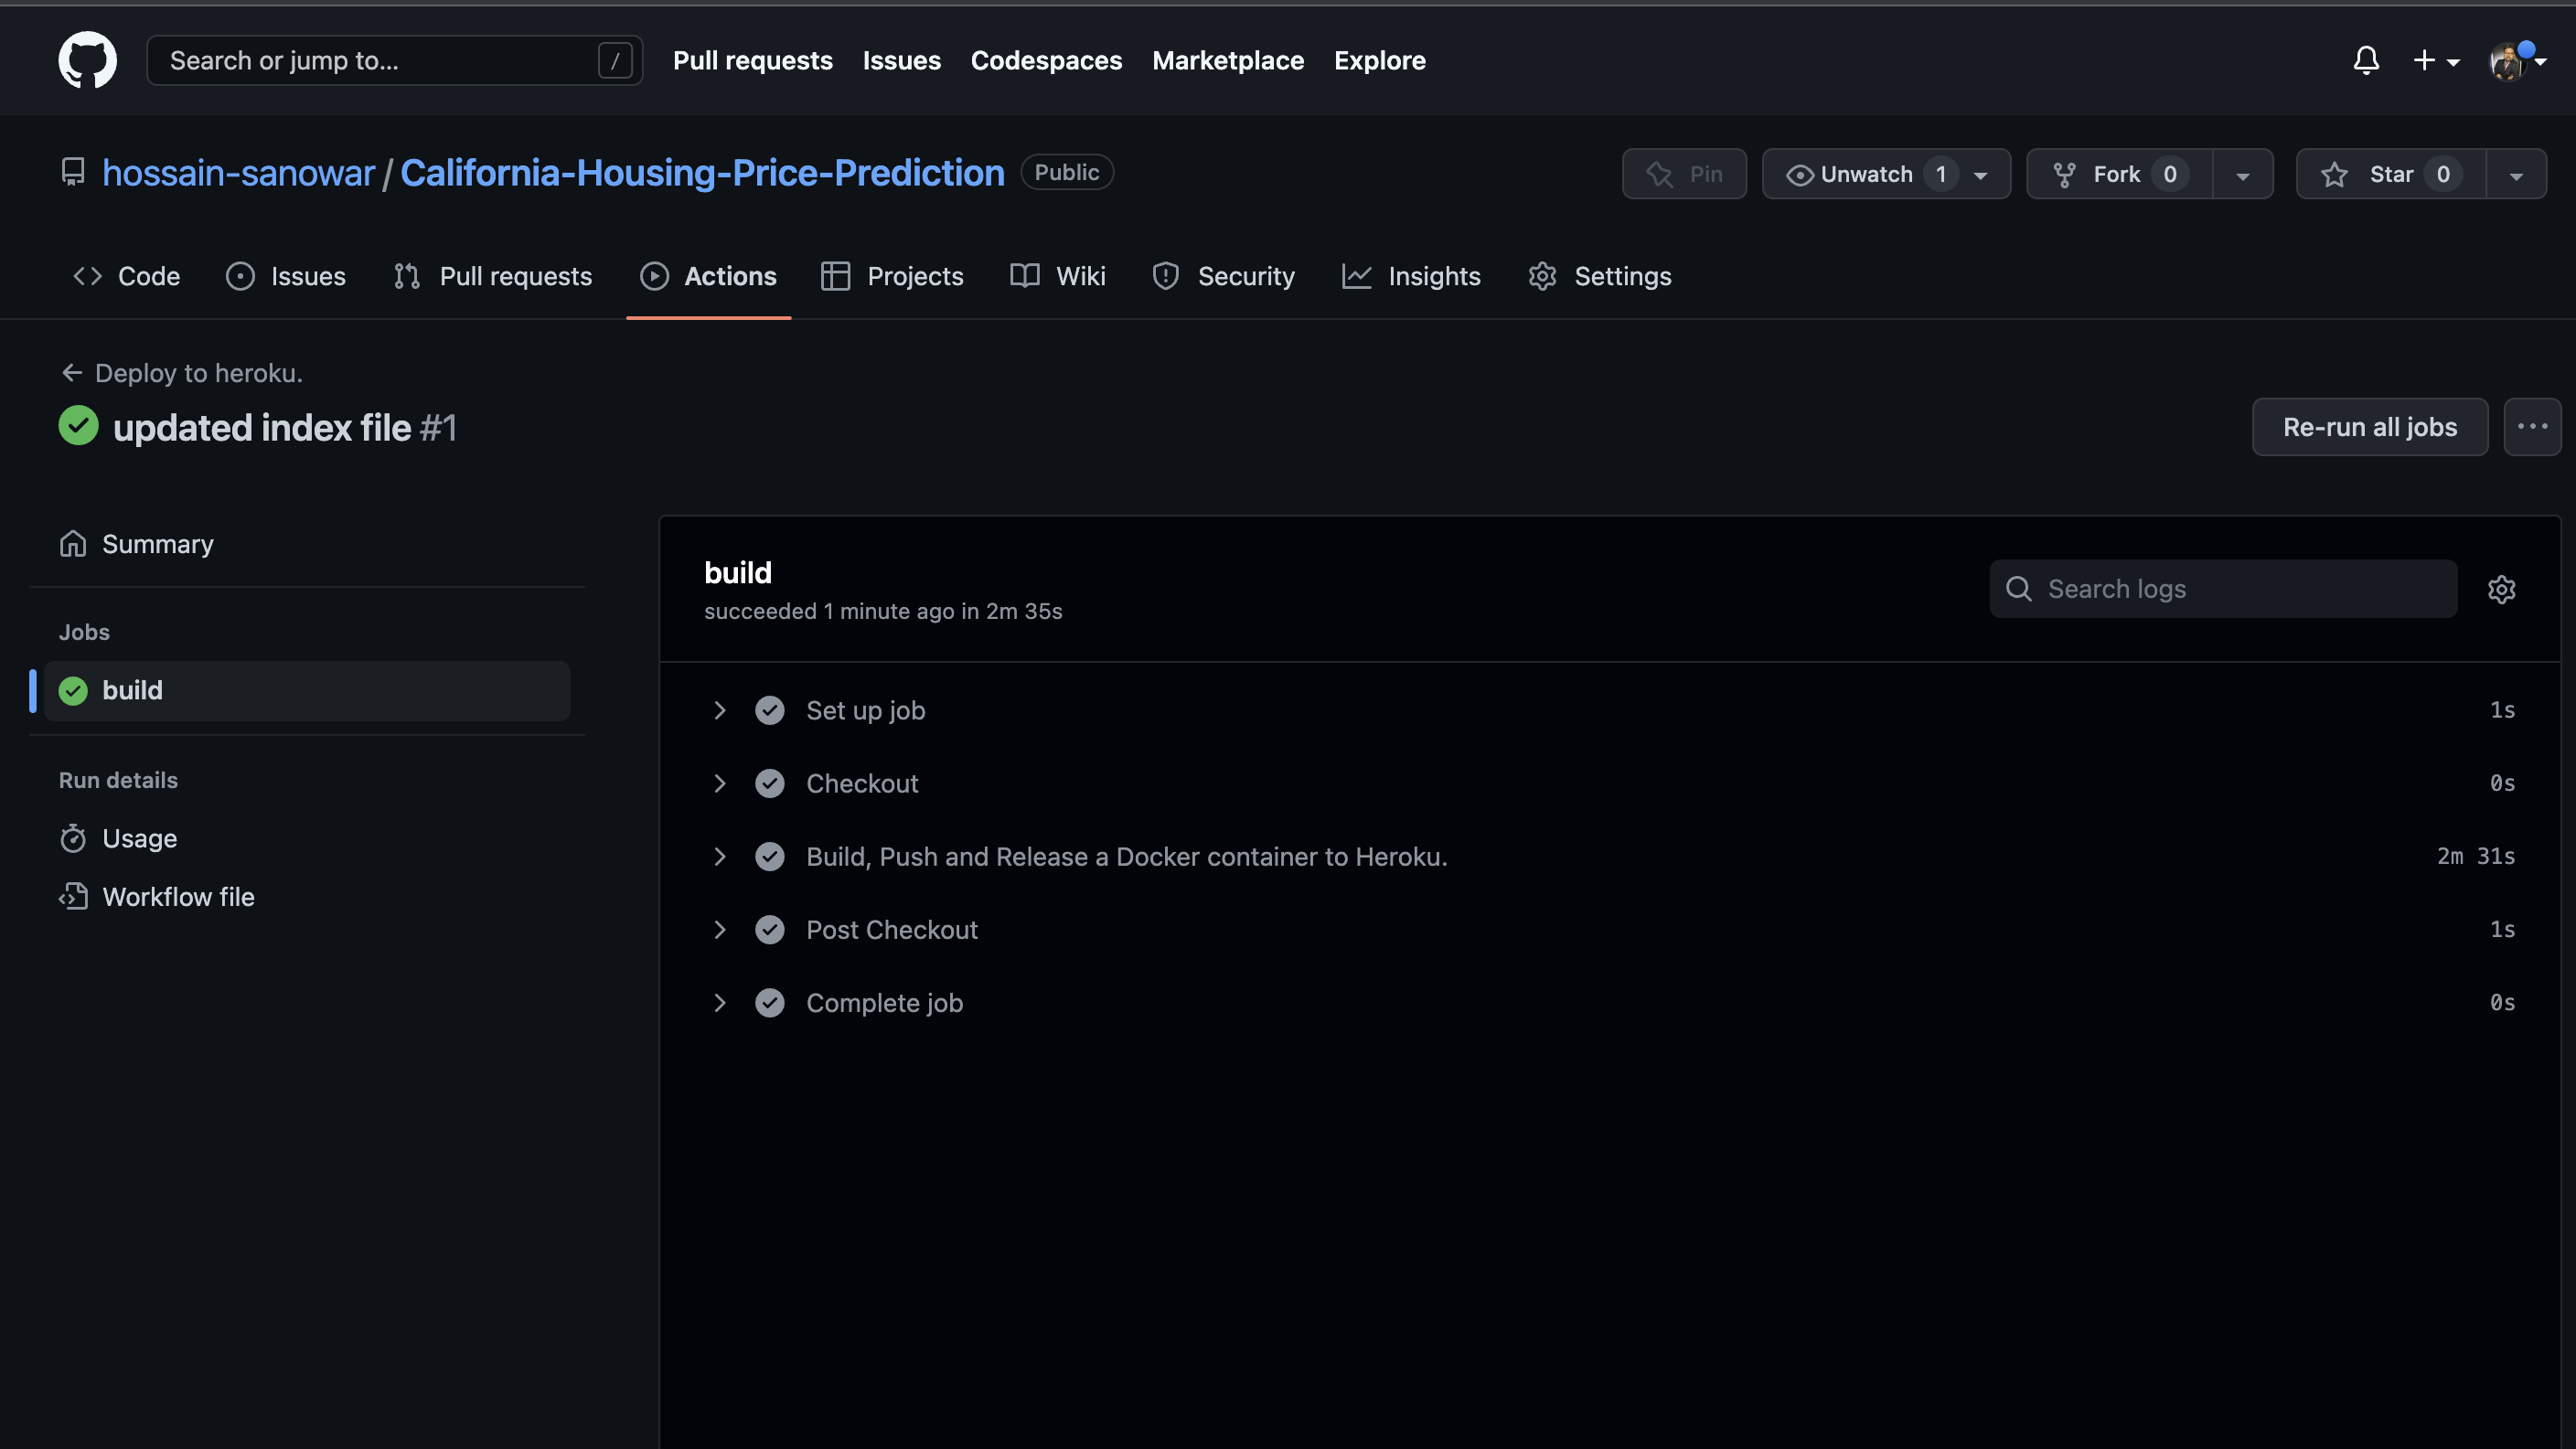 Search or jump to... /
Pull requests Issues Codespaces Marketplace Explore
hossain-sanowar / California-Housing-Price-Prediction Public
Pin Unwatch 1 Fork 0 Star 0
Code Issues Pull requests Actions Projects Wiki Security Insights Settings
Deploy to heroku.
updated index file #1
Re-run all jobs
Summary
Jobs
build
Run details
Usage
Workflow file
build
succeeded 1 minute ago in 2m 35s
Search logs
Set up job 1s
Checkout 0s
Build, Push and Release a Docker container to Heroku. 2m 31s
Post Checkout 1s
Complete job 0s